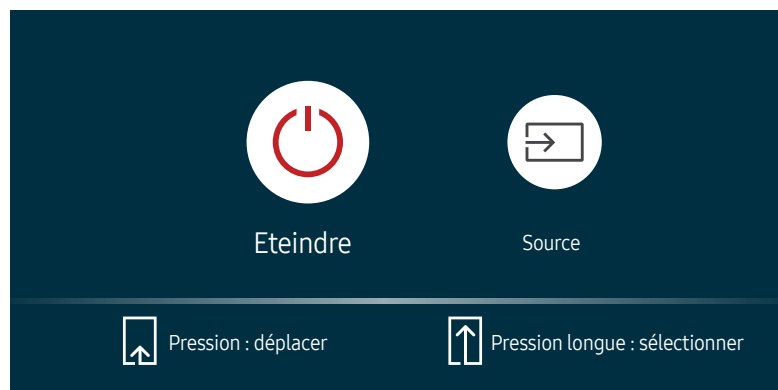 Eteindre
Source
Pression : déplacer
Pression longue : sélectionner